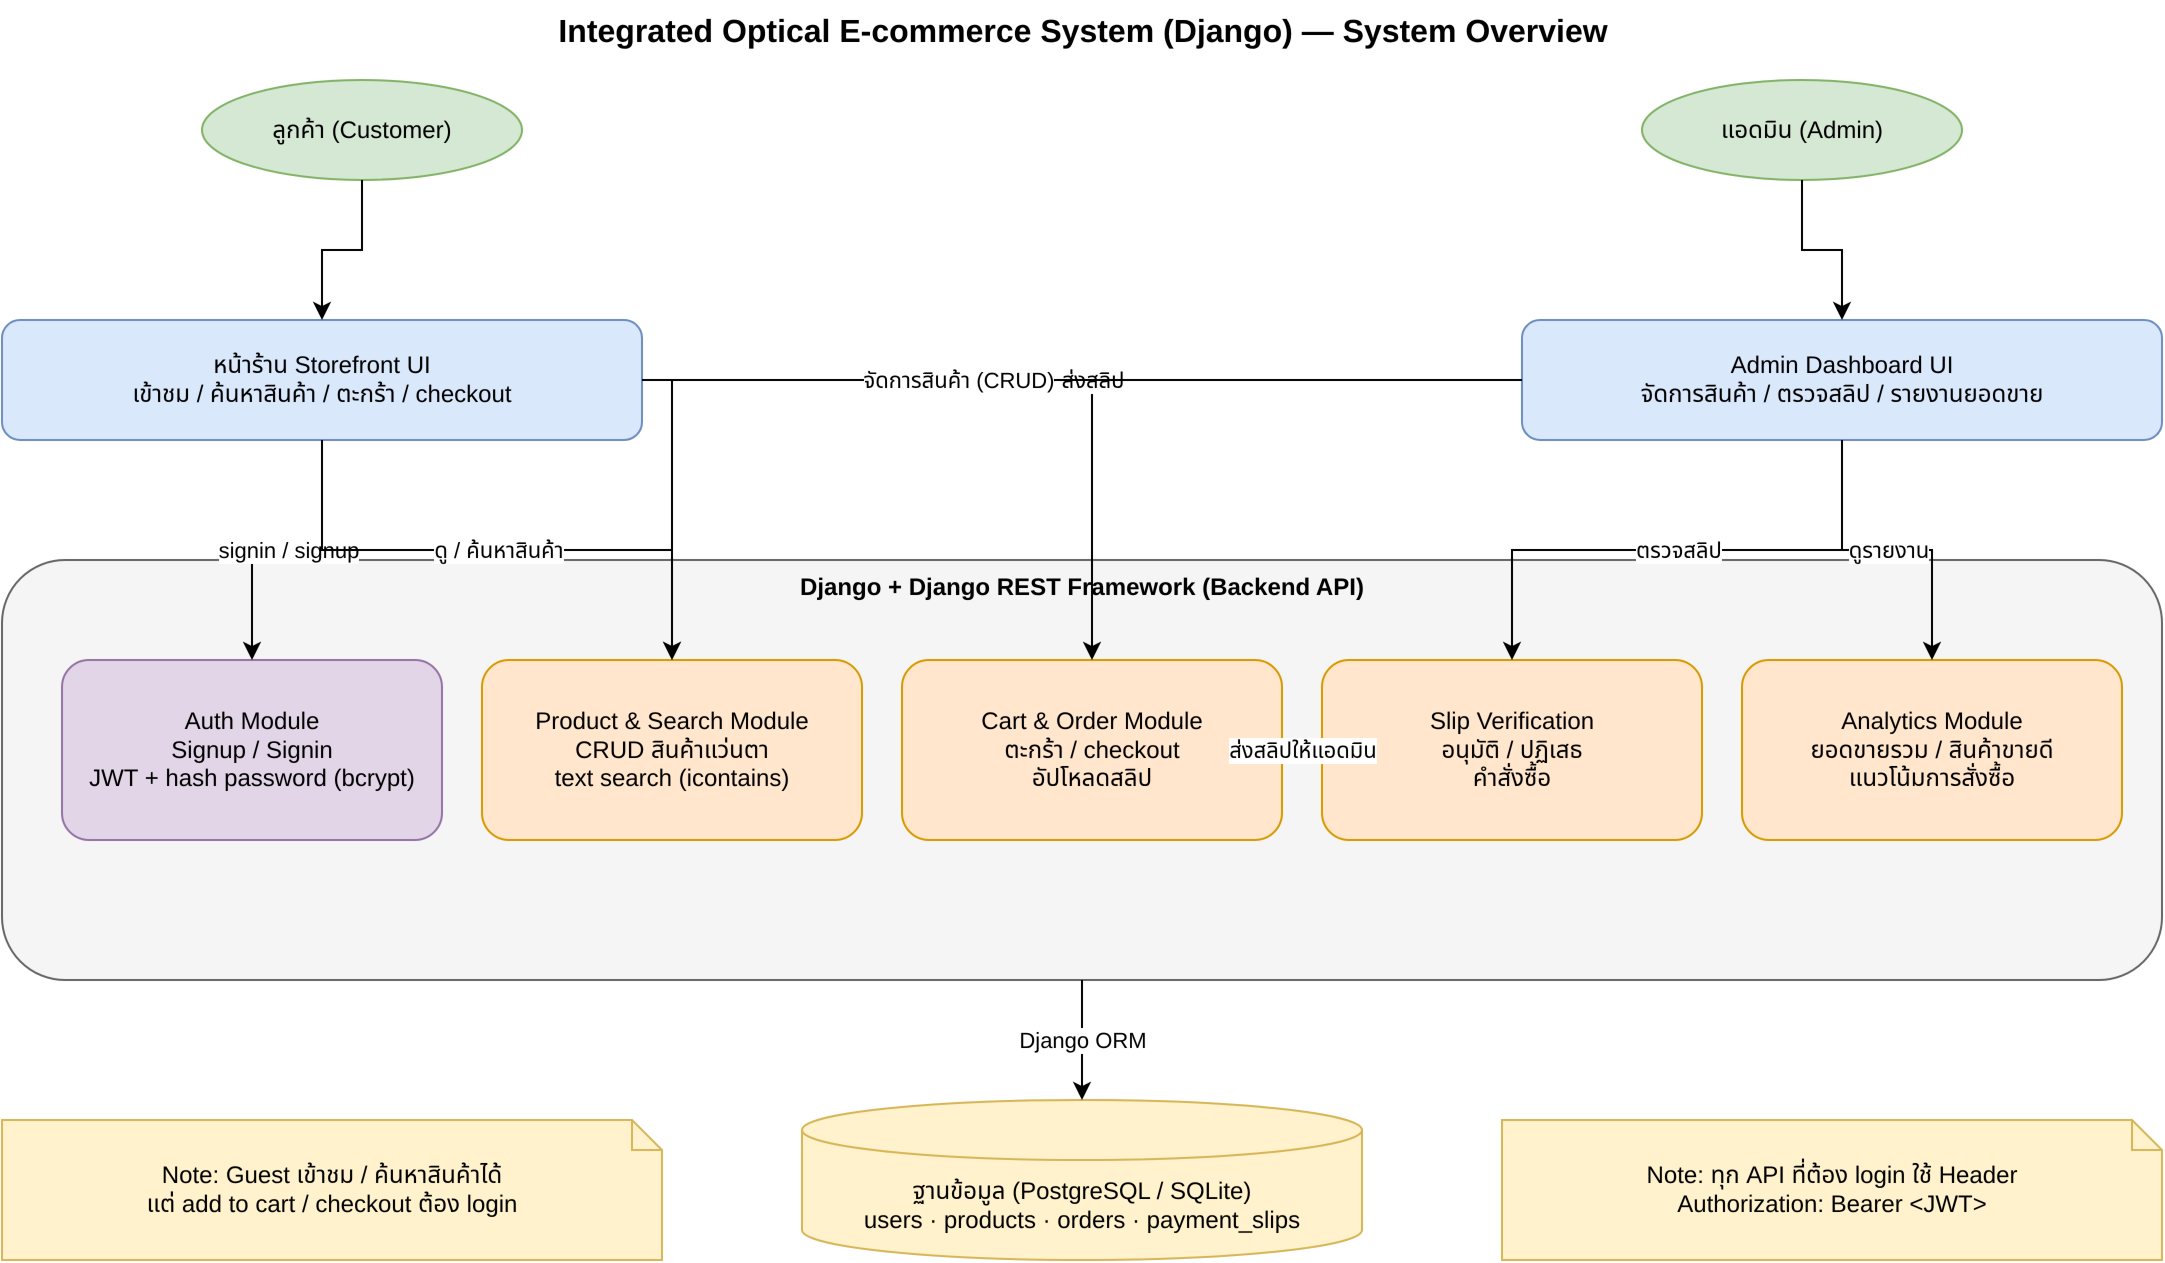 Integrated Optical E-commerce System (Django) — System Overview
ลูกค้า (Customer)
แอดมิน (Admin)
หน้าร้าน Storefront UI
เข้าชม / ค้นหาสินค้า / ตะกร้า / checkout
จัดการสินค้า (CRUD)
ส่งสลิป
Admin Dashboard UI
จัดการสินค้า / ตรวจสลิป / รายงานยอดขาย
signin / signup
ดู / ค้นหาสินค้า
ตรวจสลิป
ดูรายงาน
Django + Django REST Framework (Backend API)
Auth Module
Signup / Signin
JWT + hash password (bcrypt)
Product & Search Module
CRUD สินค้าแว่นตา
text search (icontains)
Cart & Order Module
ตะกร้า / checkout
อัปโหลดสลิป
ส่งสลิปให้แอดมิน
Slip Verification
อนุมัติ / ปฏิเสธ
คำสั่งซื้อ
Analytics Module
ยอดขายรวม / สินค้าขายดี
แนวโน้มการสั่งซื้อ
Django ORM
Note: Guest เข้าชม / ค้นหาสินค้าได้
แต่ add to cart / checkout ต้อง login
ฐานข้อมูล (PostgreSQL / SQLite)
users · products · orders · payment_slips
Note: ทุก API ที่ต้อง login ใช้ Header
Authorization: Bearer <JWT>